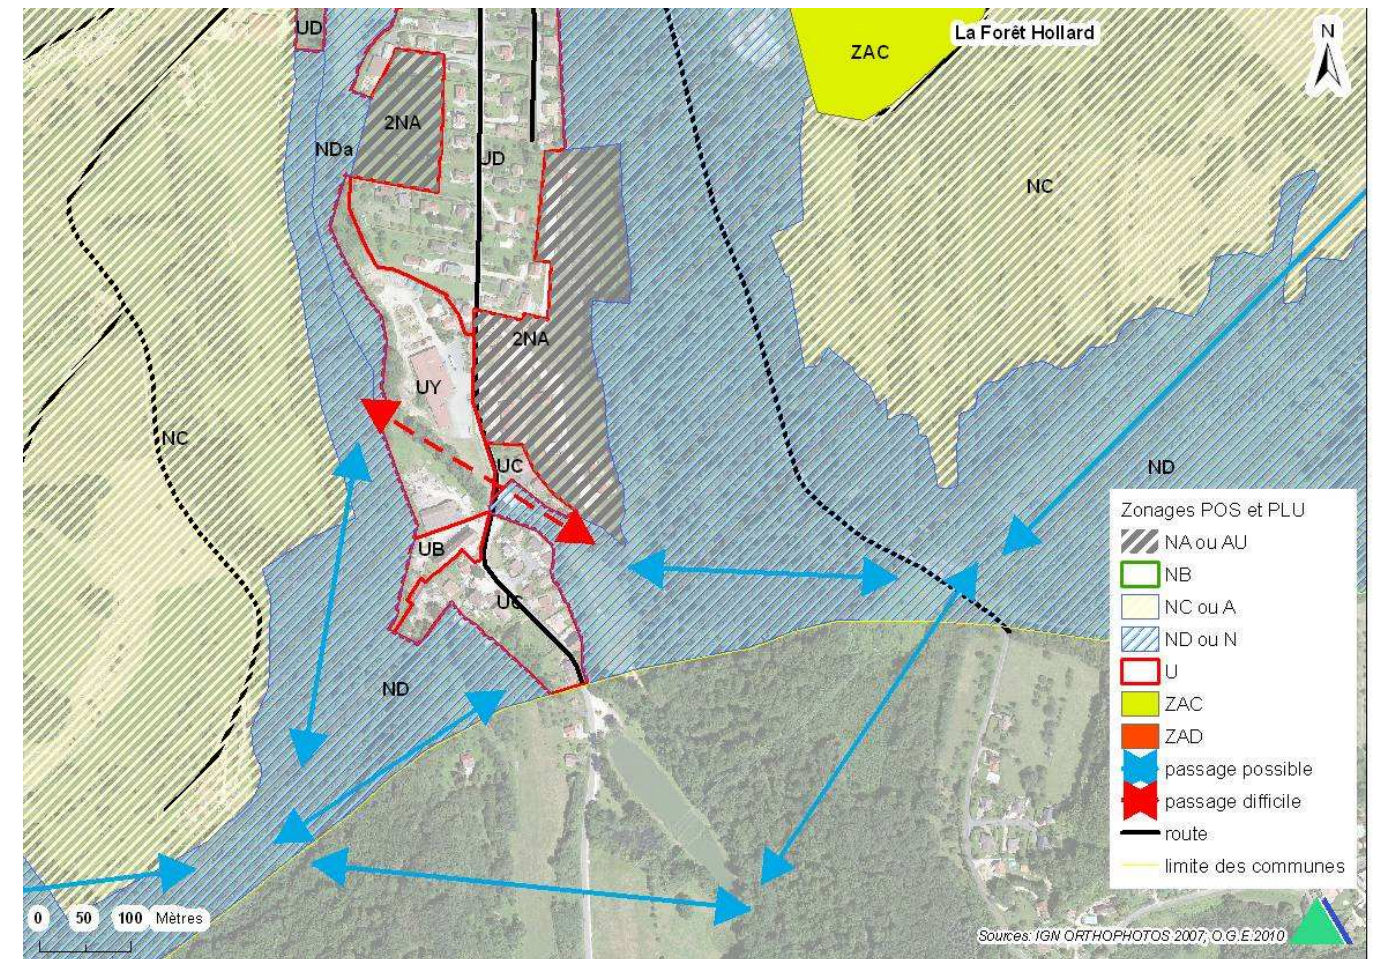 UD
ZAC
La Forêt Hollard
N
2NA
NDa
UD
NC
2NA
UY
NC
UC
ND
UB
UC
ND
Zonages POS et PLU
NA ou AU
NB
NC ou A
ND ou N
U
ZAC
ZAD
passage possible
passage difficile
route
limite des communes
0 50 100 Mètres
Sources: IGN ORTHOPHOTOS 2007, O.G.E.2010